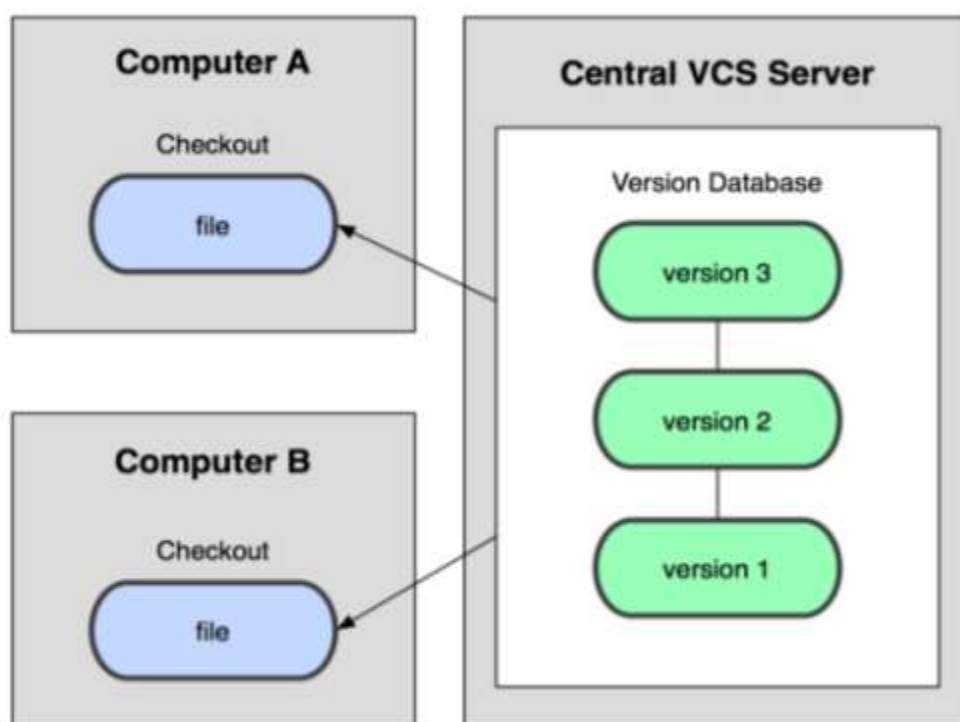 Computer A
Checkout
file
Computer B
Checkout
file
Central VCS Server
Version Database
version 3
version 2
version 1